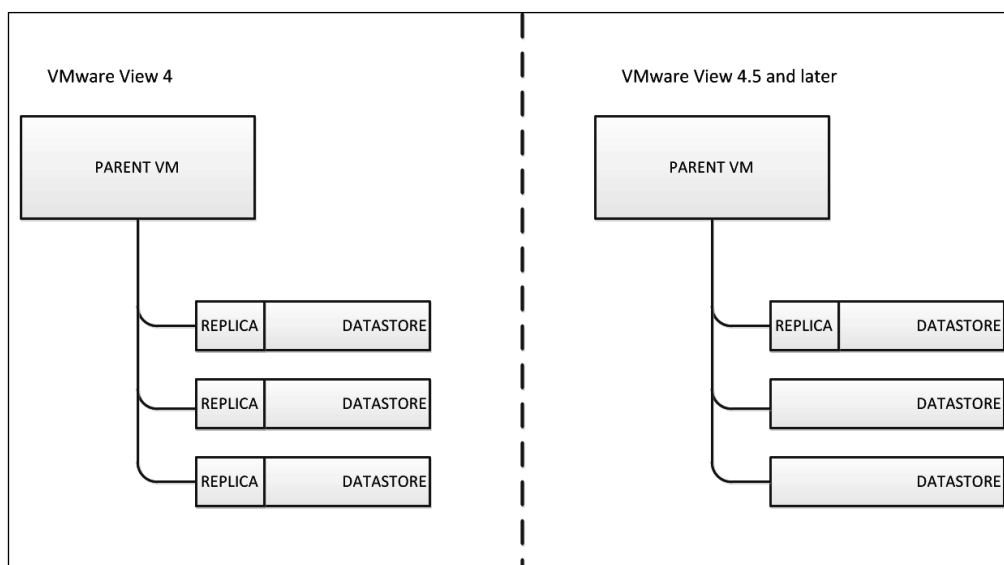 VMware View 4
PARENT VM
REPLICA DATASTORE
REPLICA DATASTORE
REPLICA DATASTORE
VMware View 4.5 and later
PARENT VM
REPLICA DATASTORE
DATASTORE
DATASTORE